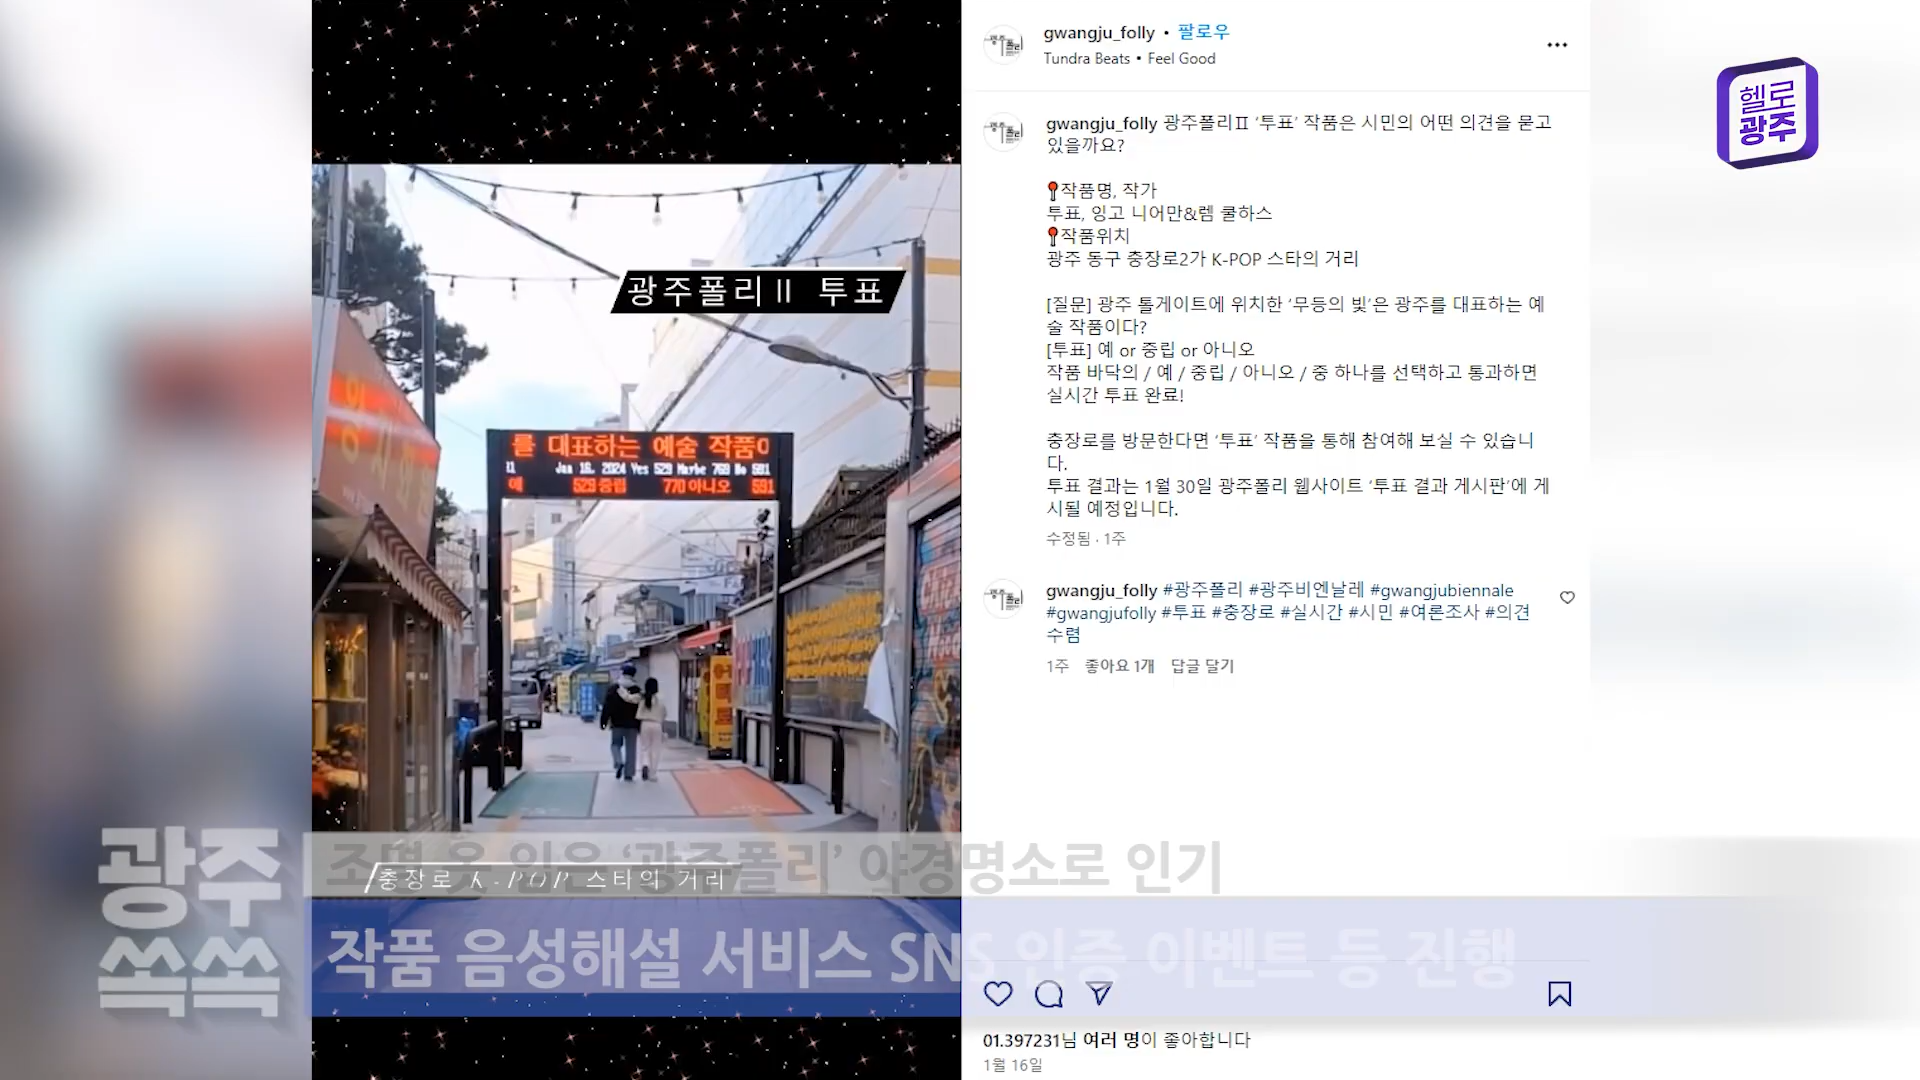 gwangju_folly • 팔로우
Tundra Beats • Feel Good
헬로
광주
gwangju_folly 광주폴리Ⅱ ‘투표’ 작품은 시민의 어떤 의견을 묻고
있을까요?
작품명, 작가
투표, 잉고 니어만&렘 쿨하스
작품위치
광주 동구 충장로2가 K-POP 스타의 거리
[질문] 광주 톨게이트에 위치한 ‘무등의 빛’은 광주를 대표하는 예
술 작품이다?
[투표] 예 or 중립 or 아니오
작품 바닥의 / 예 / 중립 / 아니오 / 중 하나를 선택하고 통과하면
실시간 투표 완료!
충장로를 방문한다면 ‘투표’ 작품을 통해 참여해 보실 수 있습니
다.
투표 결과는 1월 30일 광주폴리 웹사이트 ‘투표 결과 게시판’에 게
시될 예정입니다.
수정됨 · 1주
gwangju_folly #광주폴리 #광주비엔날레 #gwangjubiennale
#gwangjufolly #투표 #충장로 #실시간 #시민 #여론조사 #의견
수렴
1주 좋아요 1개 답글 달기
광주폴리Ⅱ 투표
를 대표하는 예술 작품이
Jan 16, 2024 Yes 529 Maybe 769 No 591
예 529 중립 770 아니오 591
충장로 K-POP 스타의 거리
광주
쏙쏙
조명 옷 입은 ‘광주폴리’ 야경명소로 인기
작품 음성해설 서비스 SNS 인증 이벤트 등 진행
01.397231님 여러 명이 좋아합니다
1월 16일